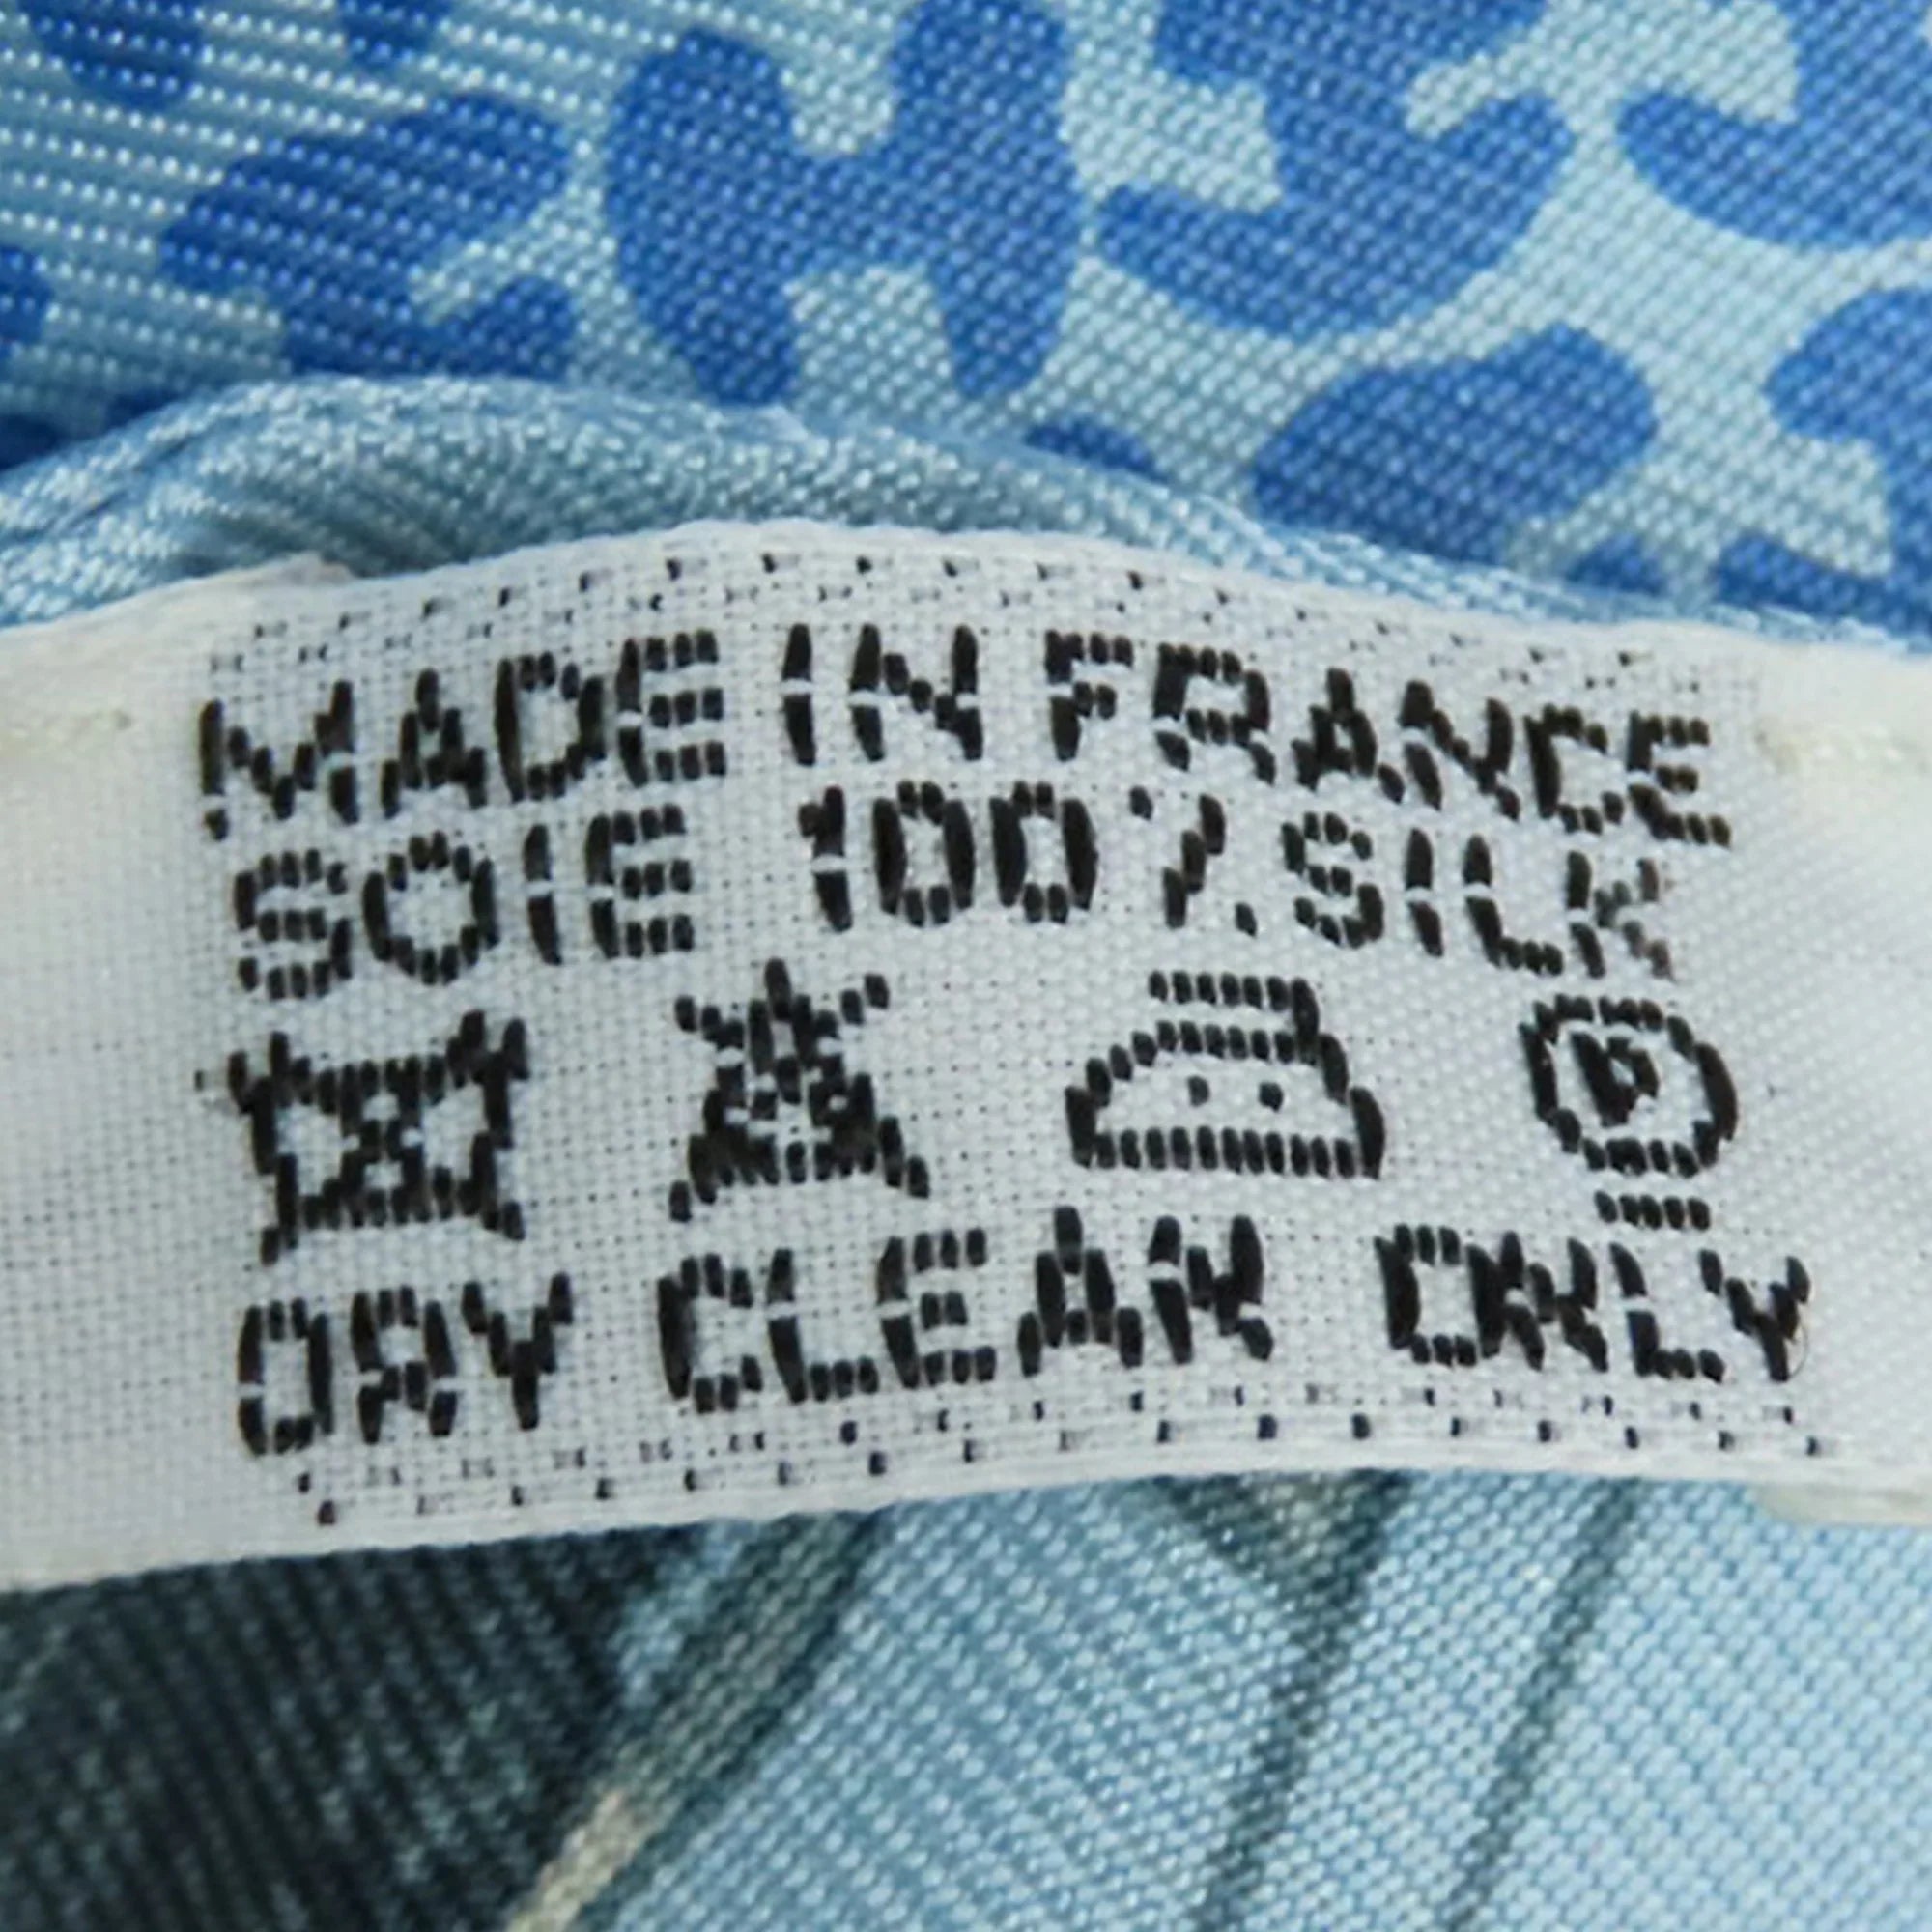 MADE IN FRANCE
SOIE 100% SILK
P
DRY CLEAN ONLY